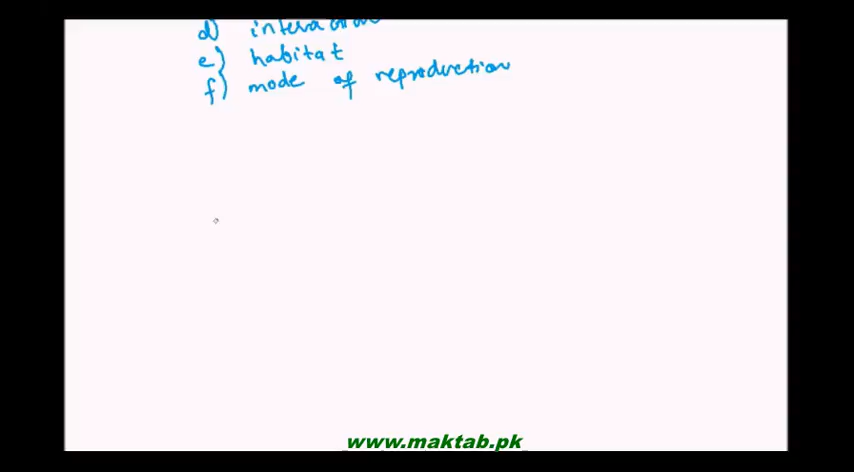 d)
e) habitat
f) mode of reproduction
www.maktab.pk